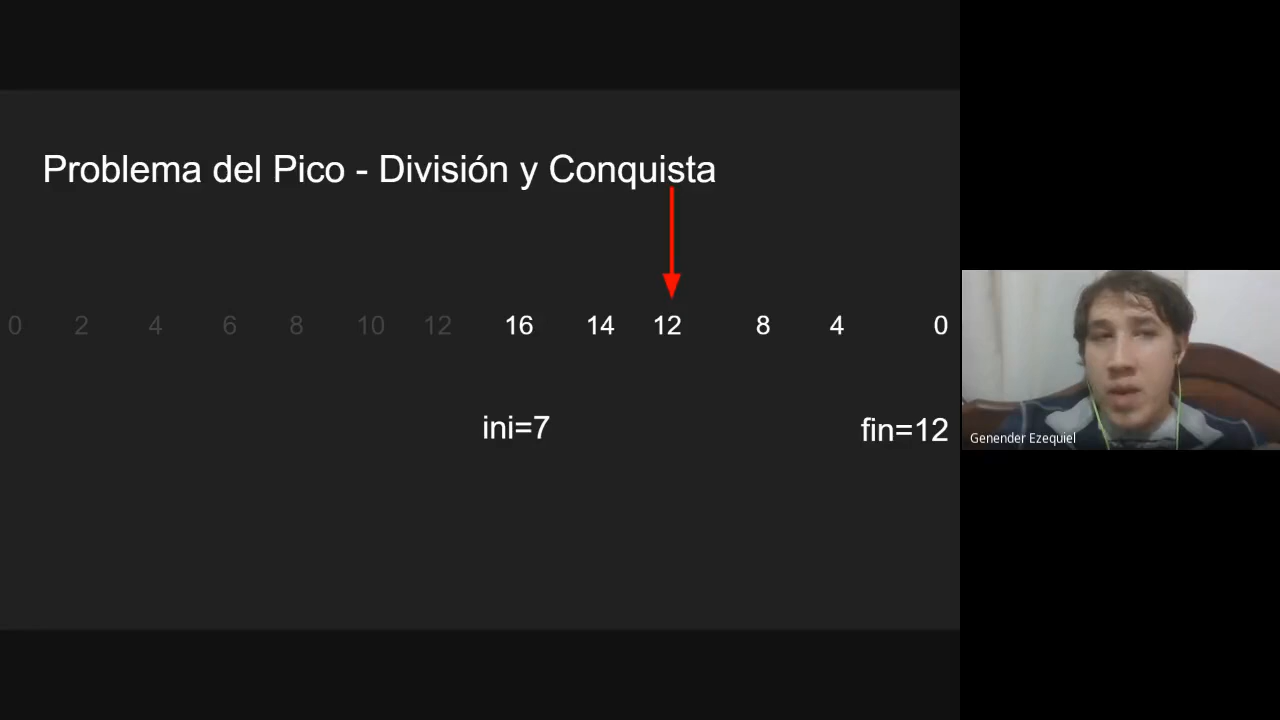 Problema del Pico - División y Conquista
0 2 4 6 8 10 12 16 14 12 8 4 0
ini=7 fin=12
Genender Ezequiel